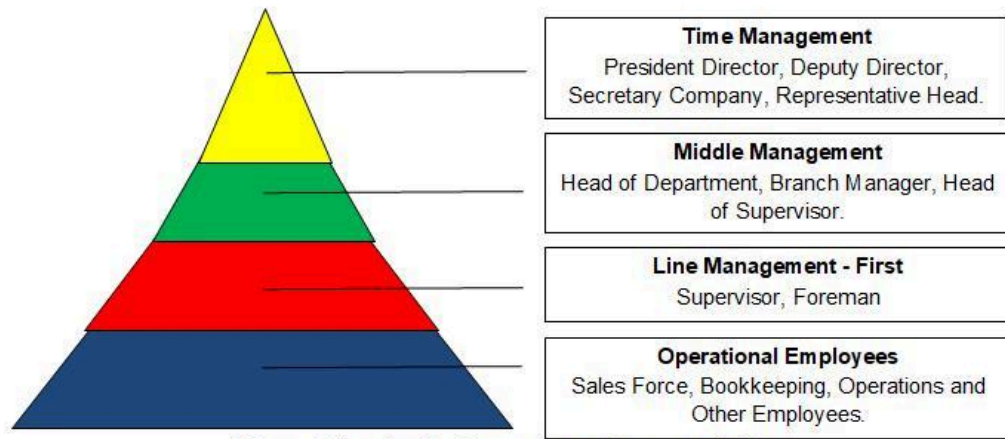 Time Management
President Director, Deputy Director,
Secretary Company, Representative Head.
Middle Management
Head of Department, Branch Manager, Head
of Supervisor.
Line Management - First
Supervisor, Foreman
Operational Employees
Sales Force, Bookkeeping, Operations and
Other Employees.